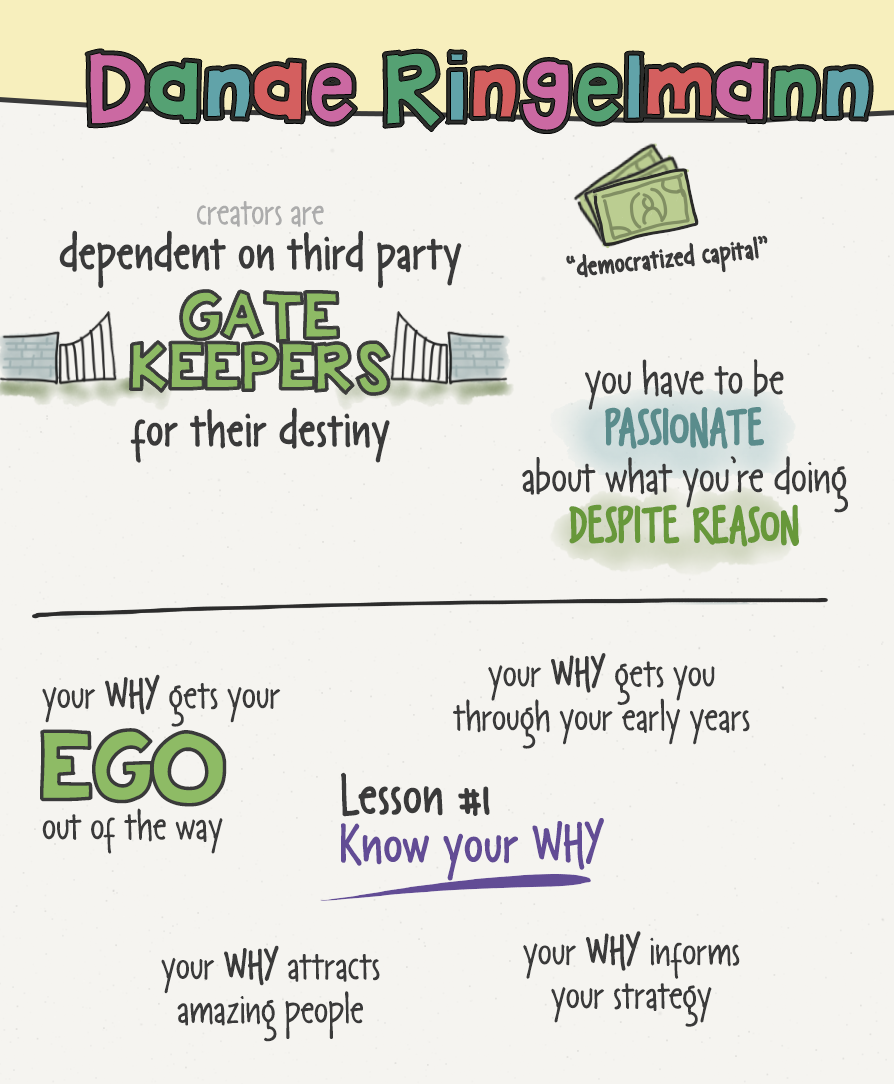 Danae Ringelmann
creators are
dependent on third party
GATE
KEEPERS
for their destiny
"democratized capital"
you have to be
PASSIONATE
about what you're doing
DESPITE REASON
your WHY gets your
EGO
out of the way
your WHY gets you
through your early years
Lesson #1
Know your WHY
your WHY attracts
amazing people
your WHY informs
your strategy